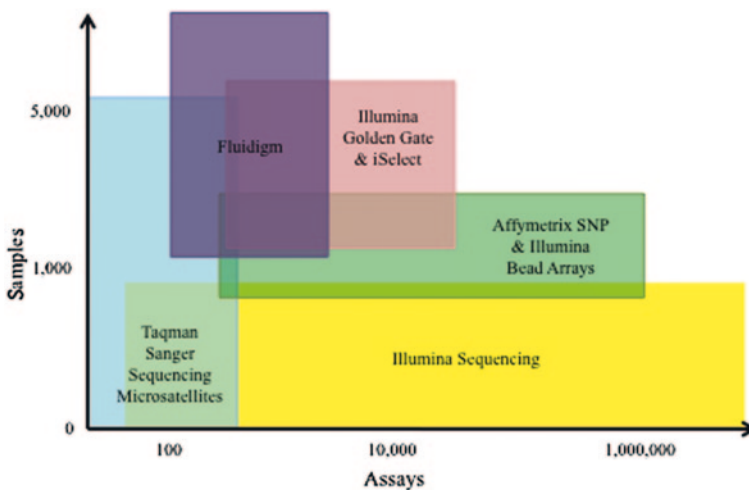 5,000
1,000
0
Samples
Fluidigm
Illumina
Golden Gate
& iSelect
Affymetrix SNP
& Illumina
Bead Arrays
Taqman
Sanger
Sequencing
Microsatellites
Illumina Sequencing
100
10,000
1,000,000
Assays